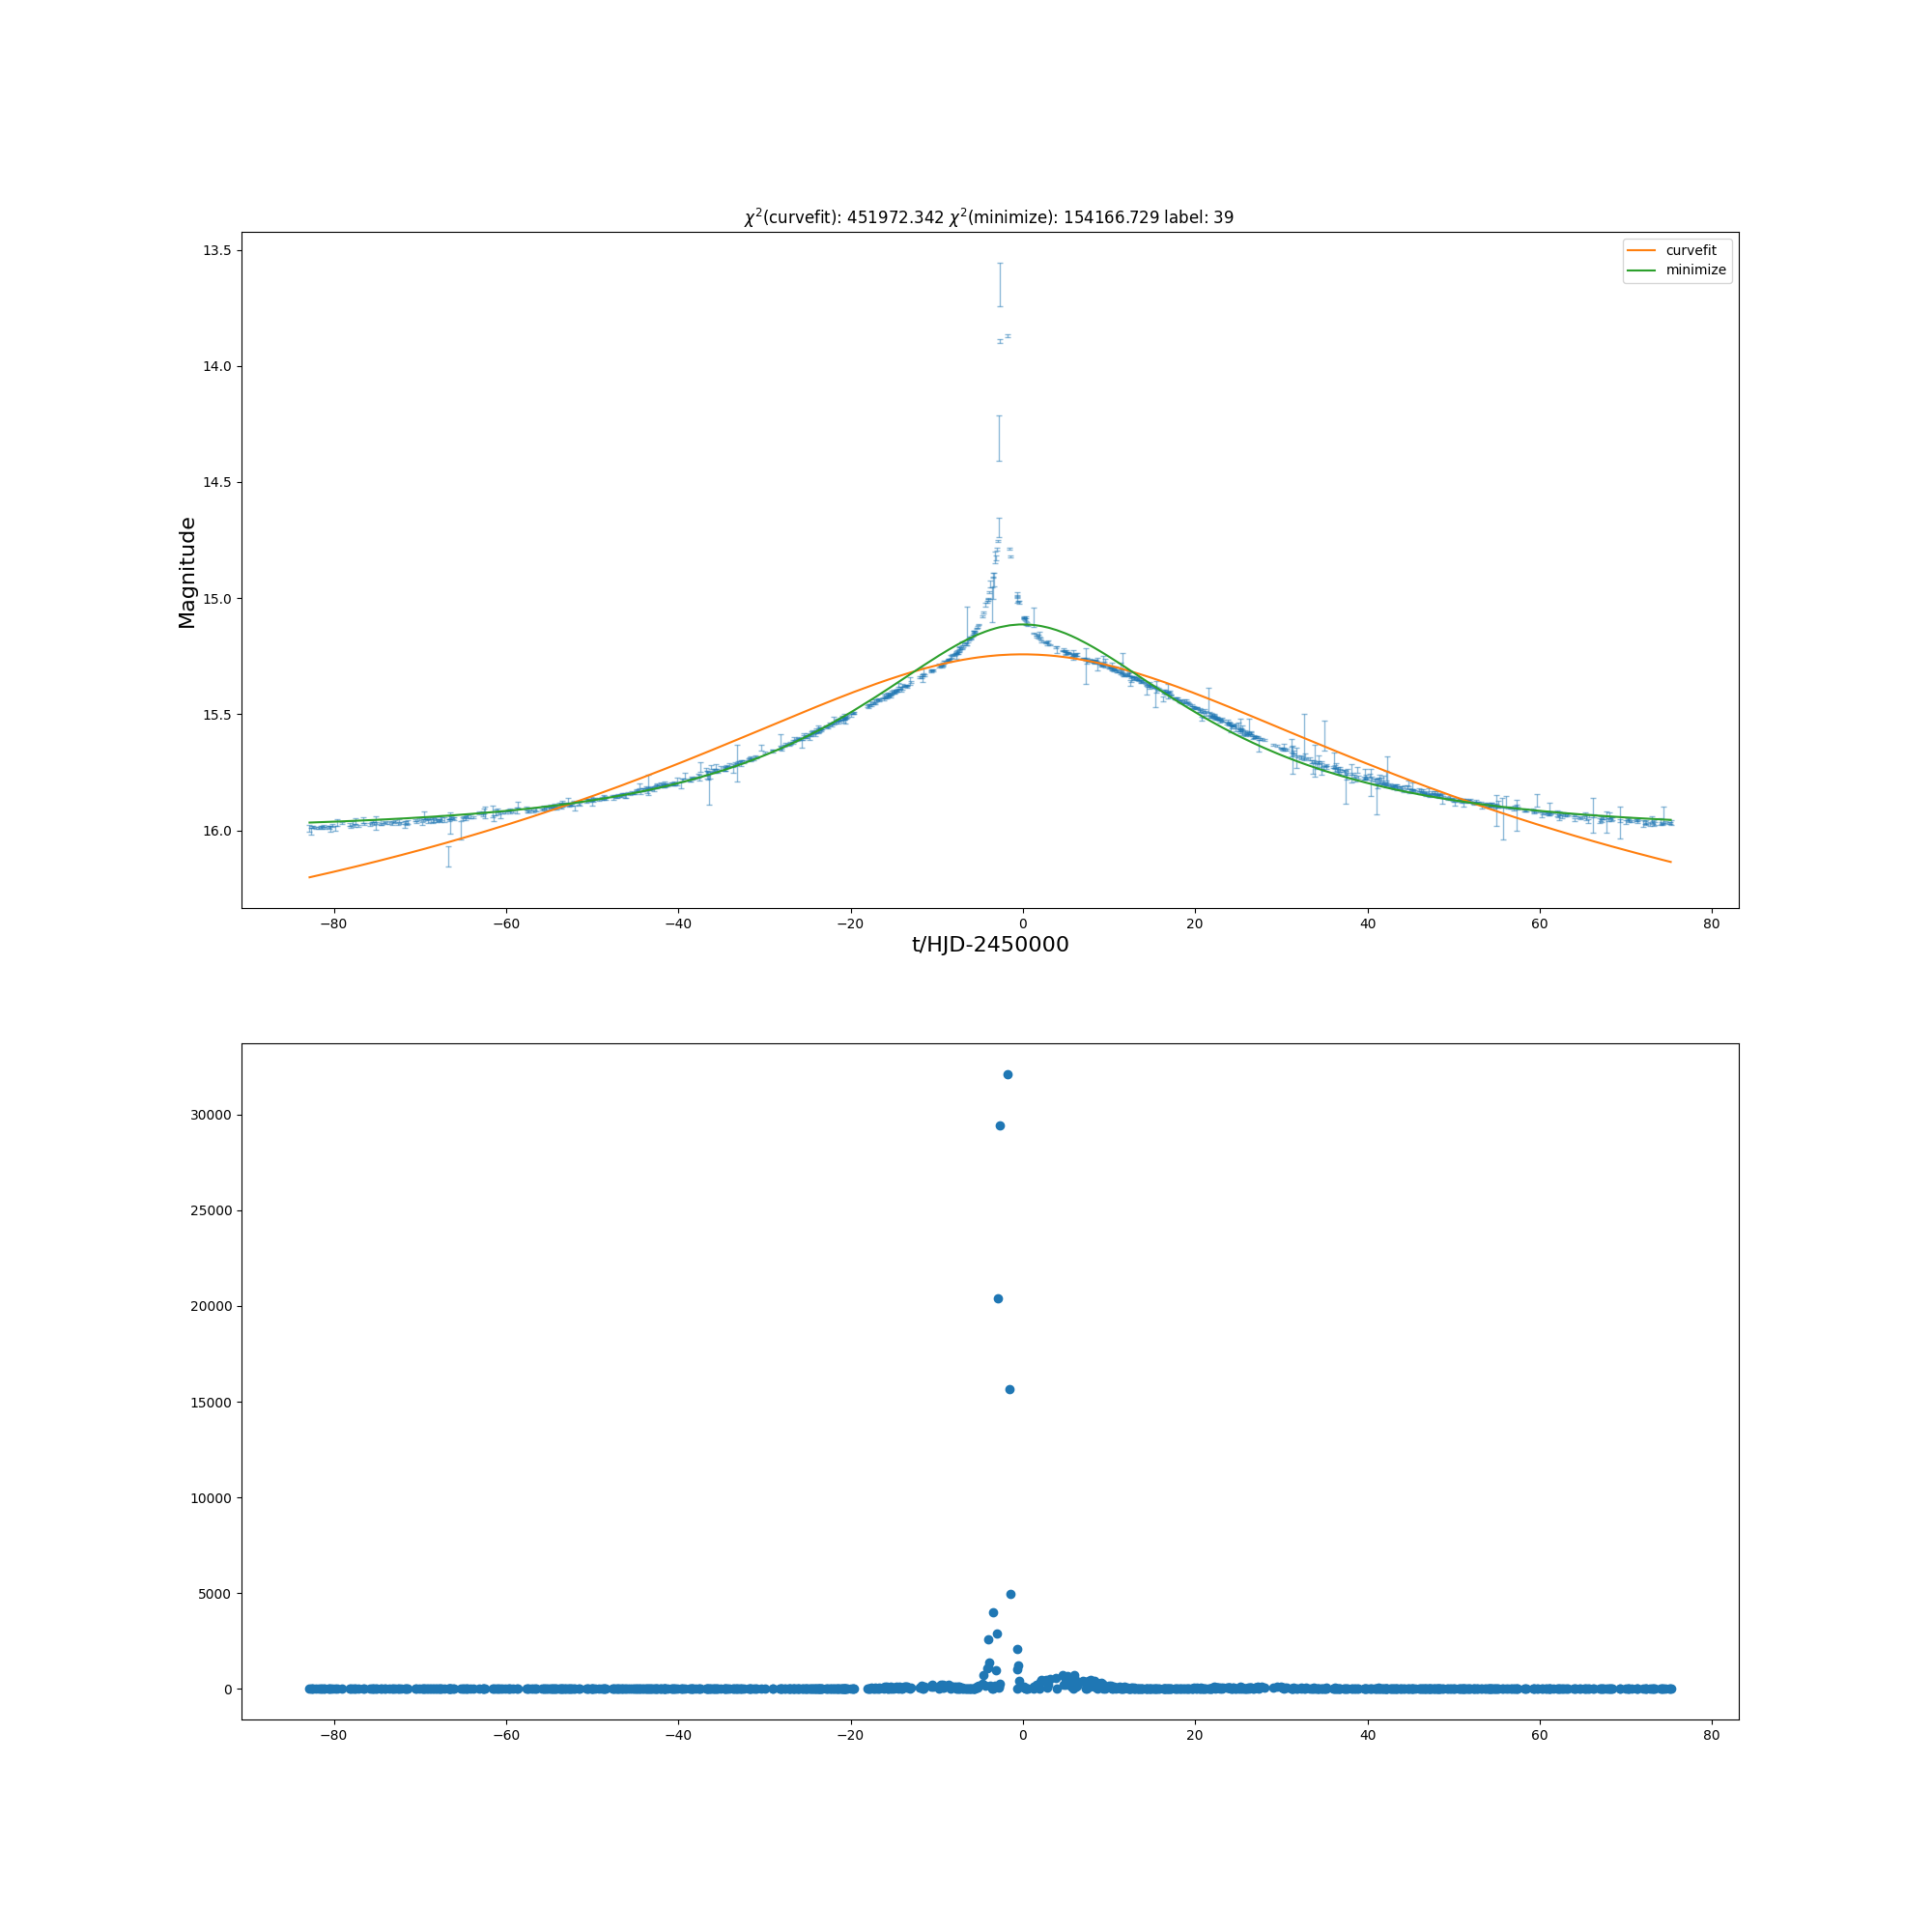 χ²(curvefit): 451972.342 χ²(minimize): 154166.729 label: 39
curvefit
minimize
Magnitude
13.5
14.0
14.5
15.0
15.5
16.0
−80 −60 −40 −20 0 20 40 60 80
t/HJD-2450000
30000
25000
20000
15000
10000
5000
0
−80 −60 −40 −20 0 20 40 60 80